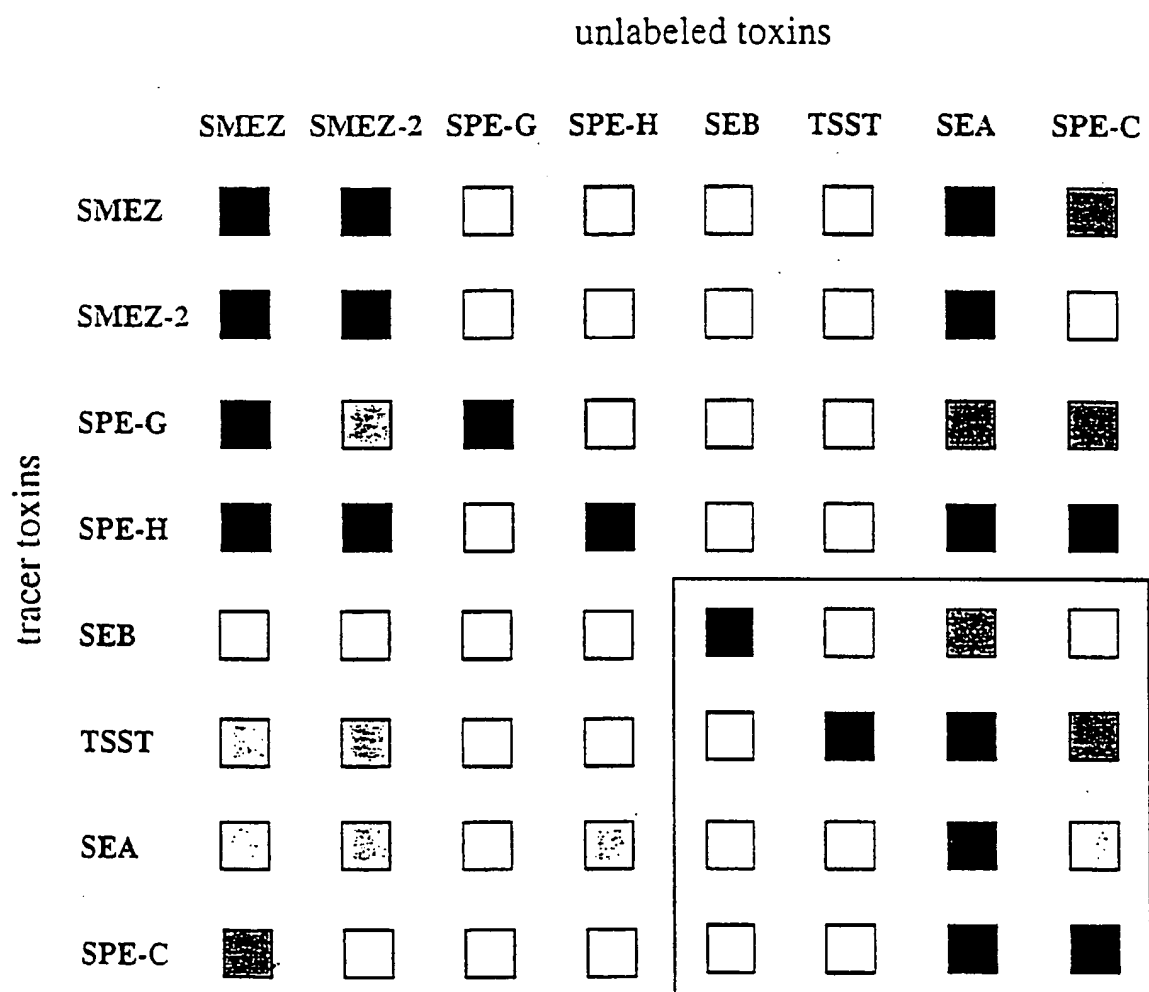 unlabeled toxins
SMEZ SMEZ-2 SPE-G SPE-H SEB TSST SEA SPE-C
SMEZ
SMEZ-2
SPE-G
SPE-H
SEB
TSST
SEA
SPE-C
tracer toxins